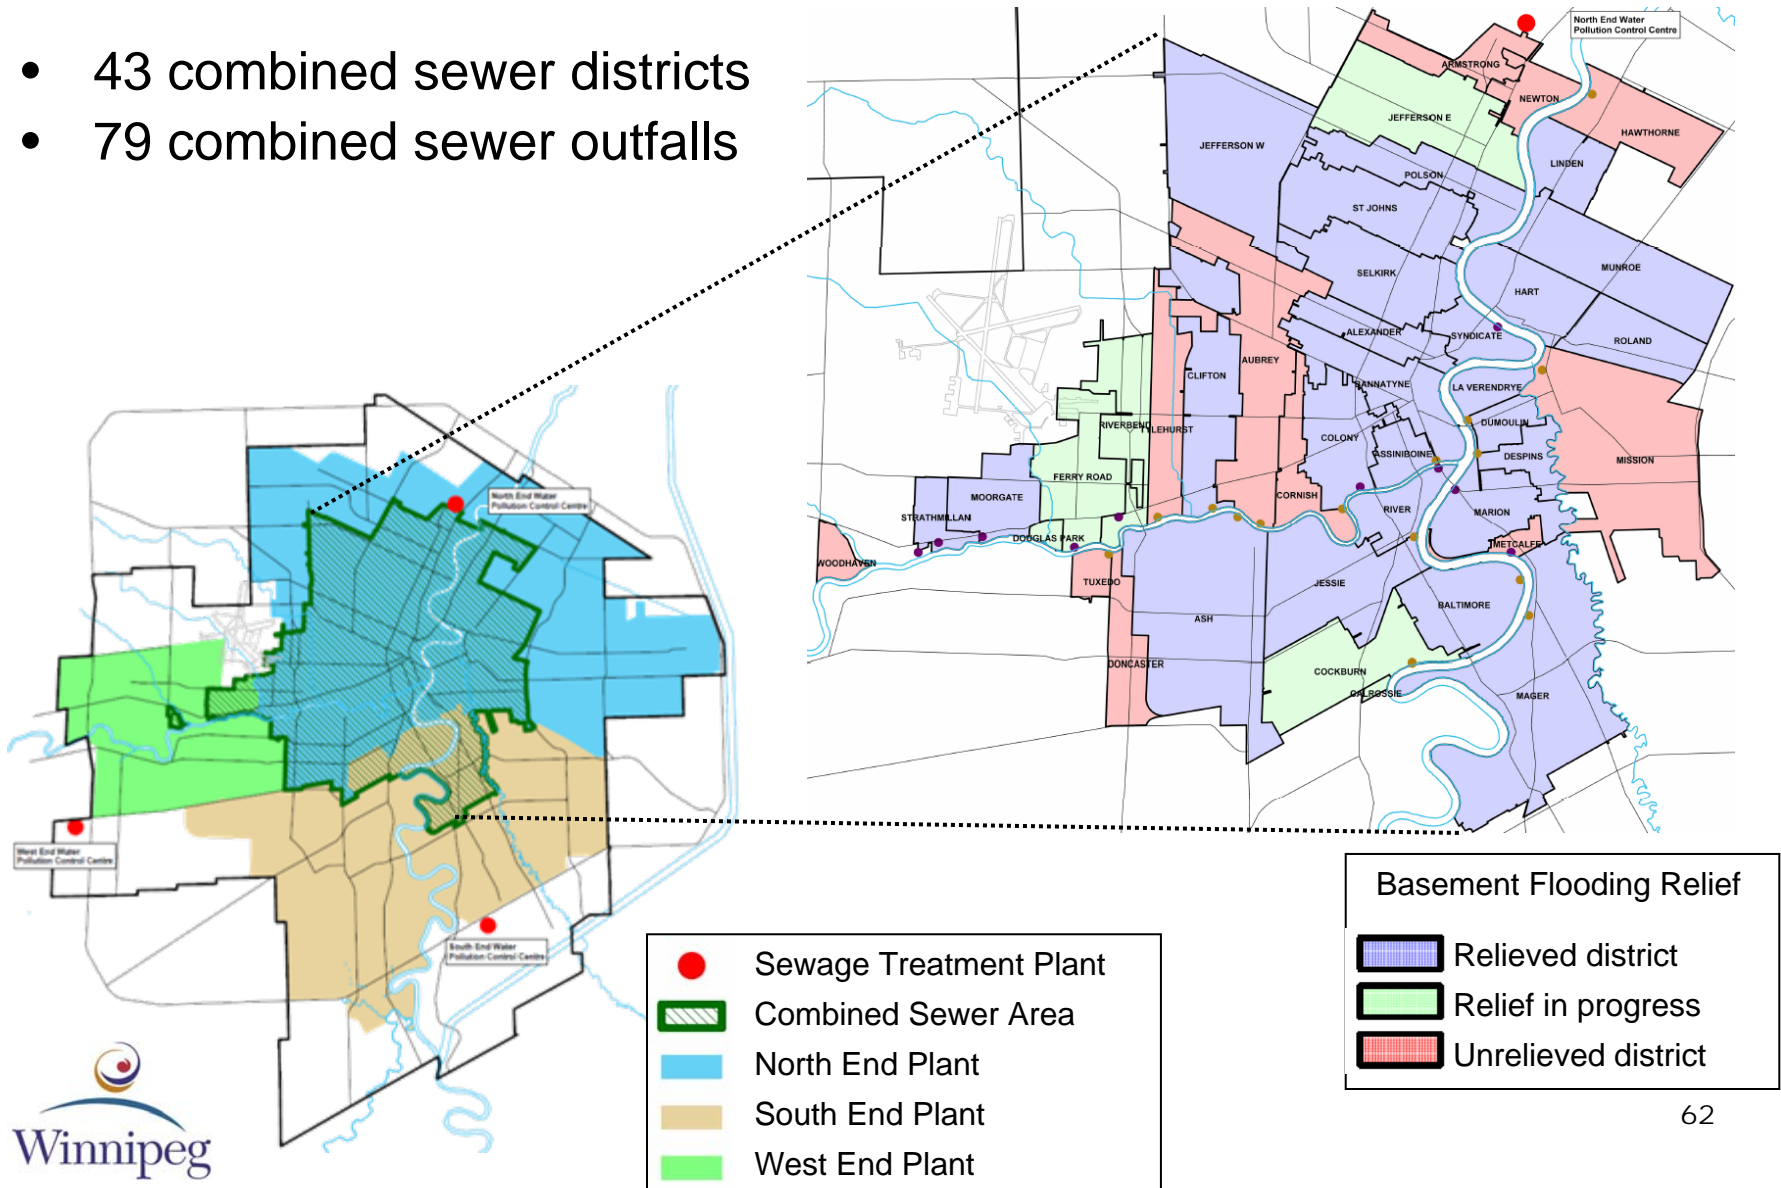 • 43 combined sewer districts
• 79 combined sewer outfalls
North End Water
Pollution Control Centre
ARMSTRONG
NEWTON
HAWTHORNE
JEFFERSON E
JEFFERSON W
LINDEN
POLSON
ST JOHNS
MUNROE
SELKIRK
HART
ALEXANDER
SYNDICATE
ROLAND
AUBREY
CLIFTON
BANNATYNE
LA VERENDRYE
RIVERBEND
TYLEHURST
DUMOULIN
COLONY
ASSINIBOINE
DESPINS
MISSION
FERRY ROAD
MOORGATE
CORNISH
RIVER
MARION
STRATHMILLAN
DOUGLAS PARK
METCALFE
WOODHAVEN
TUXEDO
JESSIE
BALTIMORE
ASH
DONCASTER
COCKBURN
CALROSSIE
MAGER
North End Water
Pollution Control Centre
West End Water
Pollution Control Centre
South End Water
Pollution Control Centre
Sewage Treatment Plant
Combined Sewer Area
North End Plant
South End Plant
West End Plant
Basement Flooding Relief
Relieved district
Relief in progress
Unrelieved district
62
Winnipeg